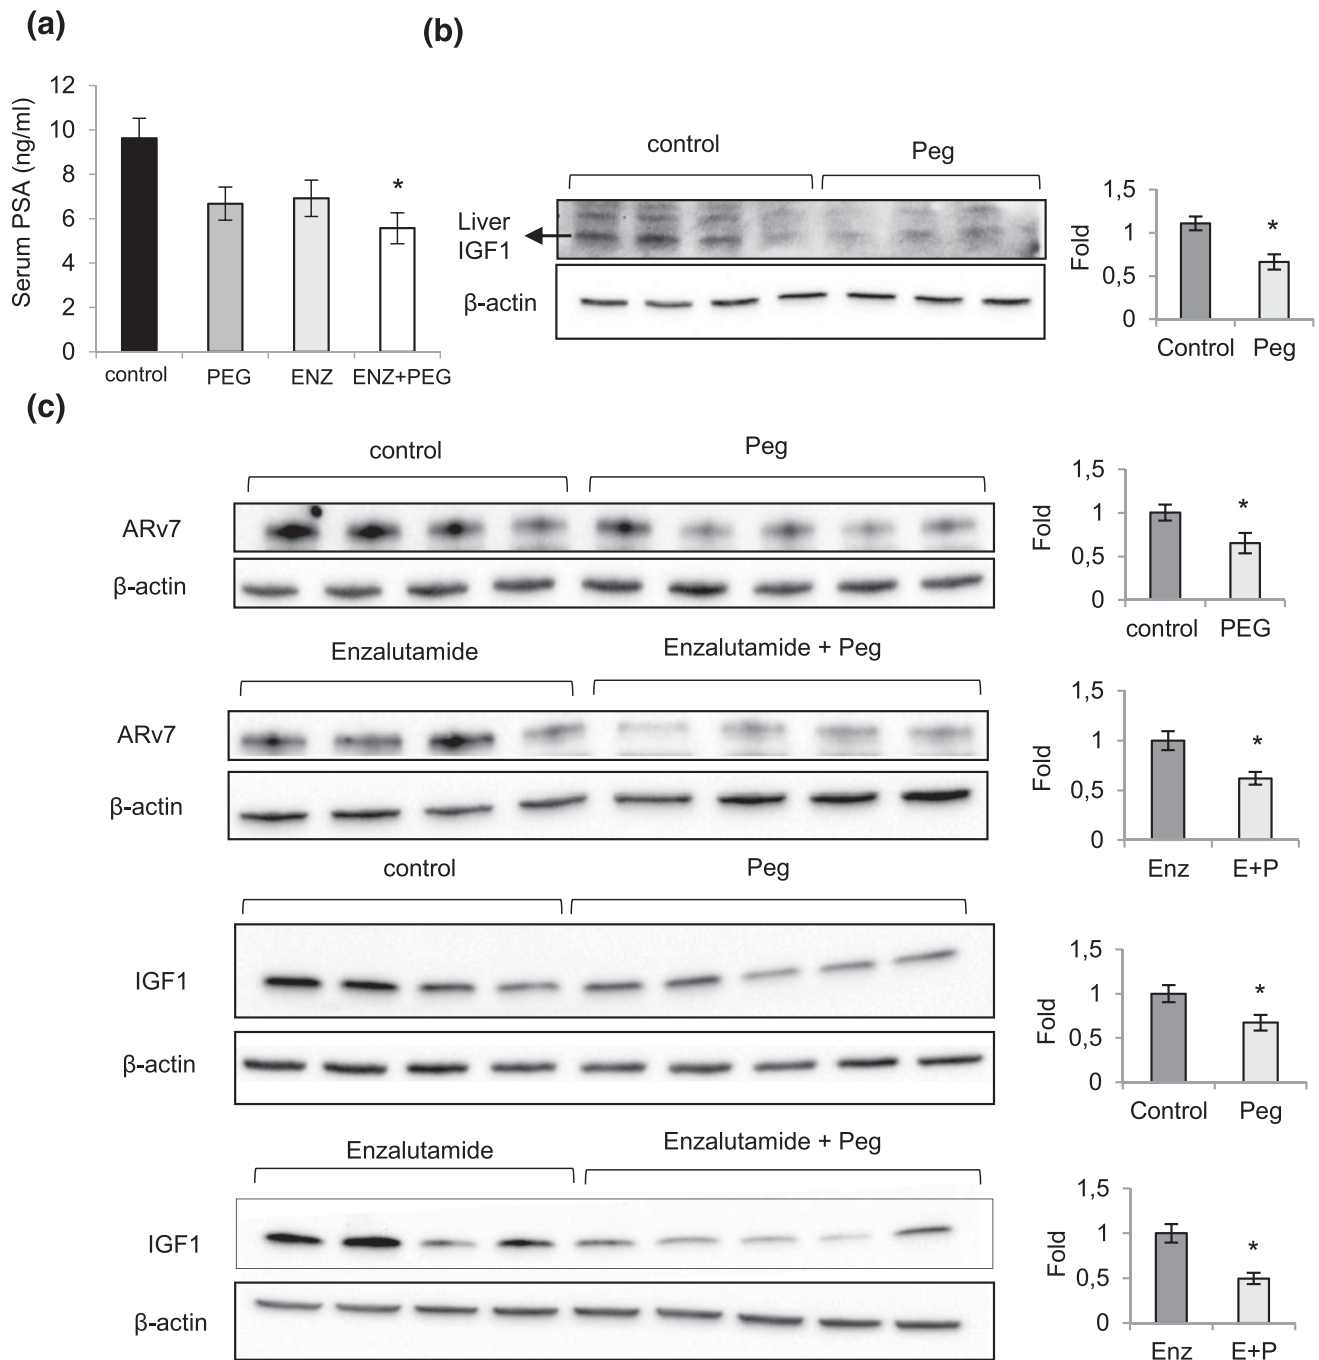 (a)
Serum PSA (ng/ml)
12
10
8
6
4
2
0
*
control
PEG
ENZ
ENZ+PEG
(b)
control
Peg
Liver
IGF1
β-actin
Fold
1,5
1
0,5
0
*
Control
Peg
(c)
control
Peg
ARv7
β-actin
Fold
1,5
1
0,5
0
*
control
PEG
Enzalutamide
Enzalutamide + Peg
ARv7
β-actin
Fold
1,5
1
0,5
0
*
Enz
E+P
control
Peg
IGF1
β-actin
Fold
1,5
1
0,5
0
*
Control
Peg
Enzalutamide
Enzalutamide + Peg
IGF1
β-actin
Fold
1,5
1
0,5
0
*
Enz
E+P